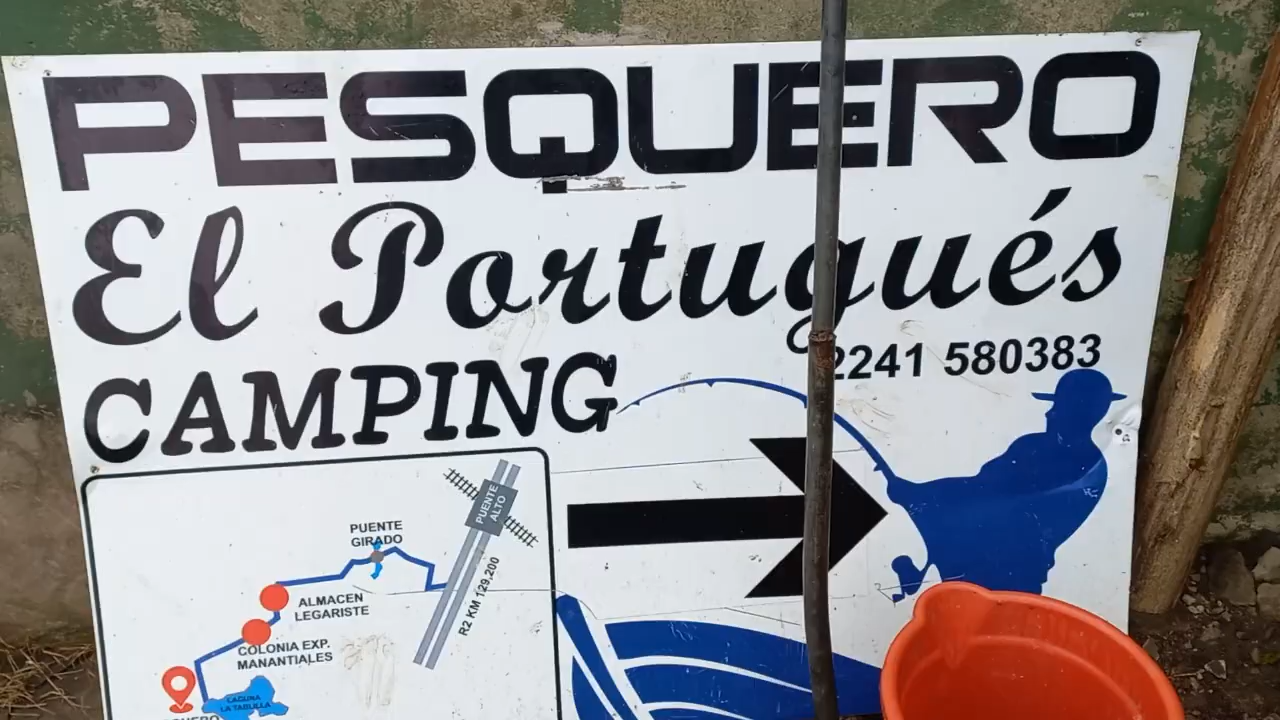 PESQUERO
El Portugués
2241 580383
CAMPING
PUENTE
ALTO
PUENTE
GIRADO
R2 KM 129,200
ALMACEN
LEGARISTE
COLONIA EXP.
MANANTIALES
LAGUNA
LA TABLILLA